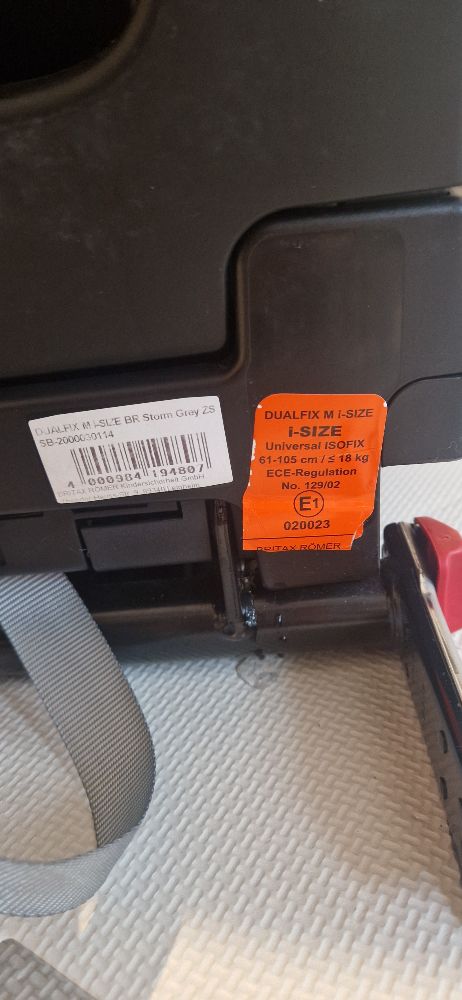 DUALFIX M i-SIZE BR Storm Grey ZS
SB-2000030114
4 000984 194807
BRITAX RÖMER Kindersicherheit GmbH
DUALFIX M i-SIZE
i-SIZE
Universal ISOFIX
61-105 cm / ≤ 18 kg
ECE-Regulation
No. 129/02
E1
020023
BRITAX RÖMER